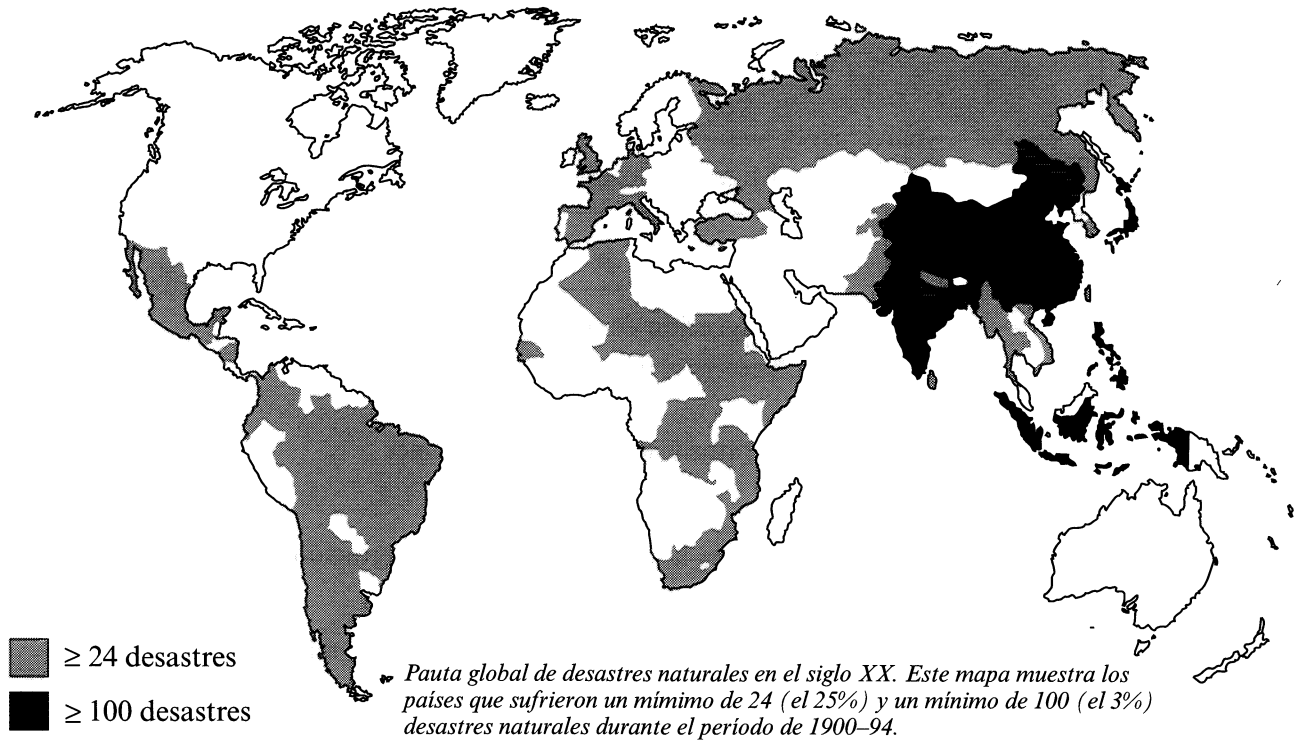 ≥ 24 desastres
≥ 100 desastres
Pauta global de desastres naturales en el siglo XX. Este mapa muestra los
países que sufrieron un mímimo de 24 (el 25%) y un mínimo de 100 (el 3%)
desastres naturales durante el período de 1900–94.